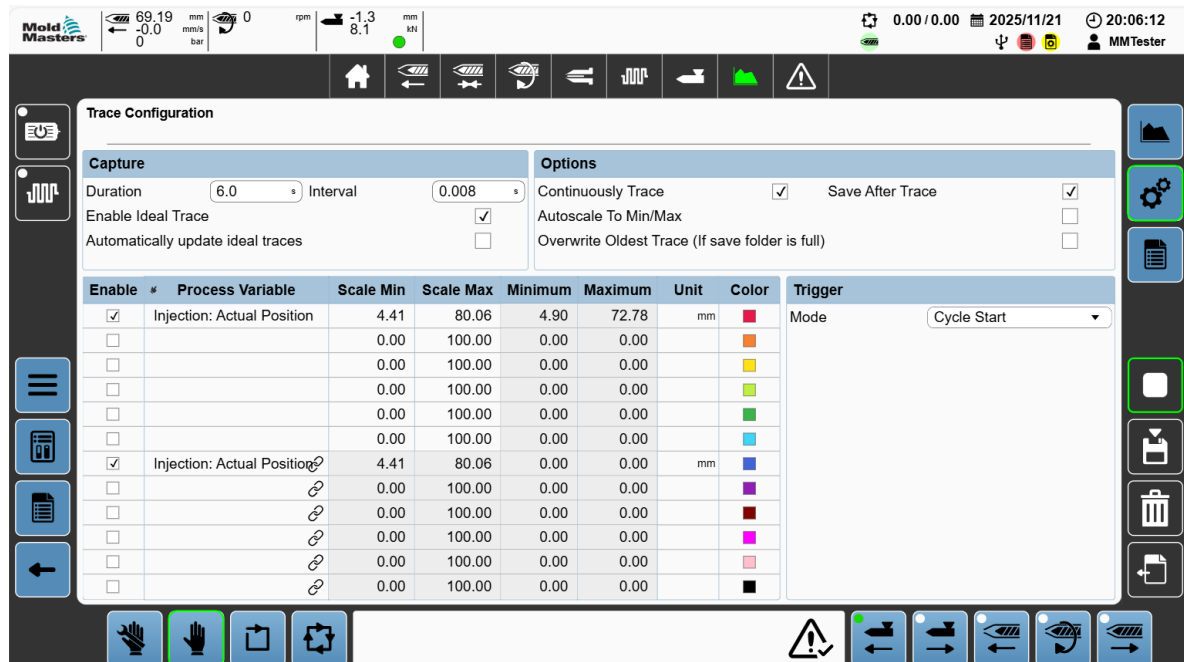 Mold Masters
69.19 mm 0 rpm -1.3 mm 0.00 / 0.00 2025/11/21 20:06:12
-0.0 mm/s 8.1 kN
0 bar MMTester
Trace Configuration
Capture Options
Duration 6.0 s Interval 0.008 s Continuously Trace Save After Trace
Enable Ideal Trace Autoscale To Min/Max
Automatically update ideal traces Overwrite Oldest Trace (If save folder is full)
Enable # Process Variable Scale Min Scale Max Minimum Maximum Unit Color Trigger
Injection: Actual Position 4.41 80.06 4.90 72.78 mm Mode Cycle Start
0.00 100.00 0.00 0.00
0.00 100.00 0.00 0.00
0.00 100.00 0.00 0.00
0.00 100.00 0.00 0.00
0.00 100.00 0.00 0.00
Injection: Actual Position 4.41 80.06 0.00 0.00 mm
0.00 100.00 0.00 0.00
0.00 100.00 0.00 0.00
0.00 100.00 0.00 0.00
0.00 100.00 0.00 0.00
0.00 100.00 0.00 0.00